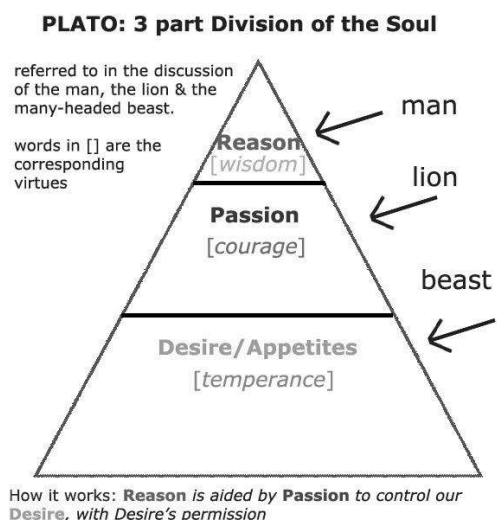 PLATO: 3 part Division of the Soul
referred to in the discussion
of the man, the lion & the
many-headed beast.
words in [] are the
corresponding
virtues
man
Reason
[wisdom]
lion
Passion
[courage]
beast
Desire/Appetites
[temperance]
How it works: Reason is aided by Passion to control our
Desire, with Desire's permission